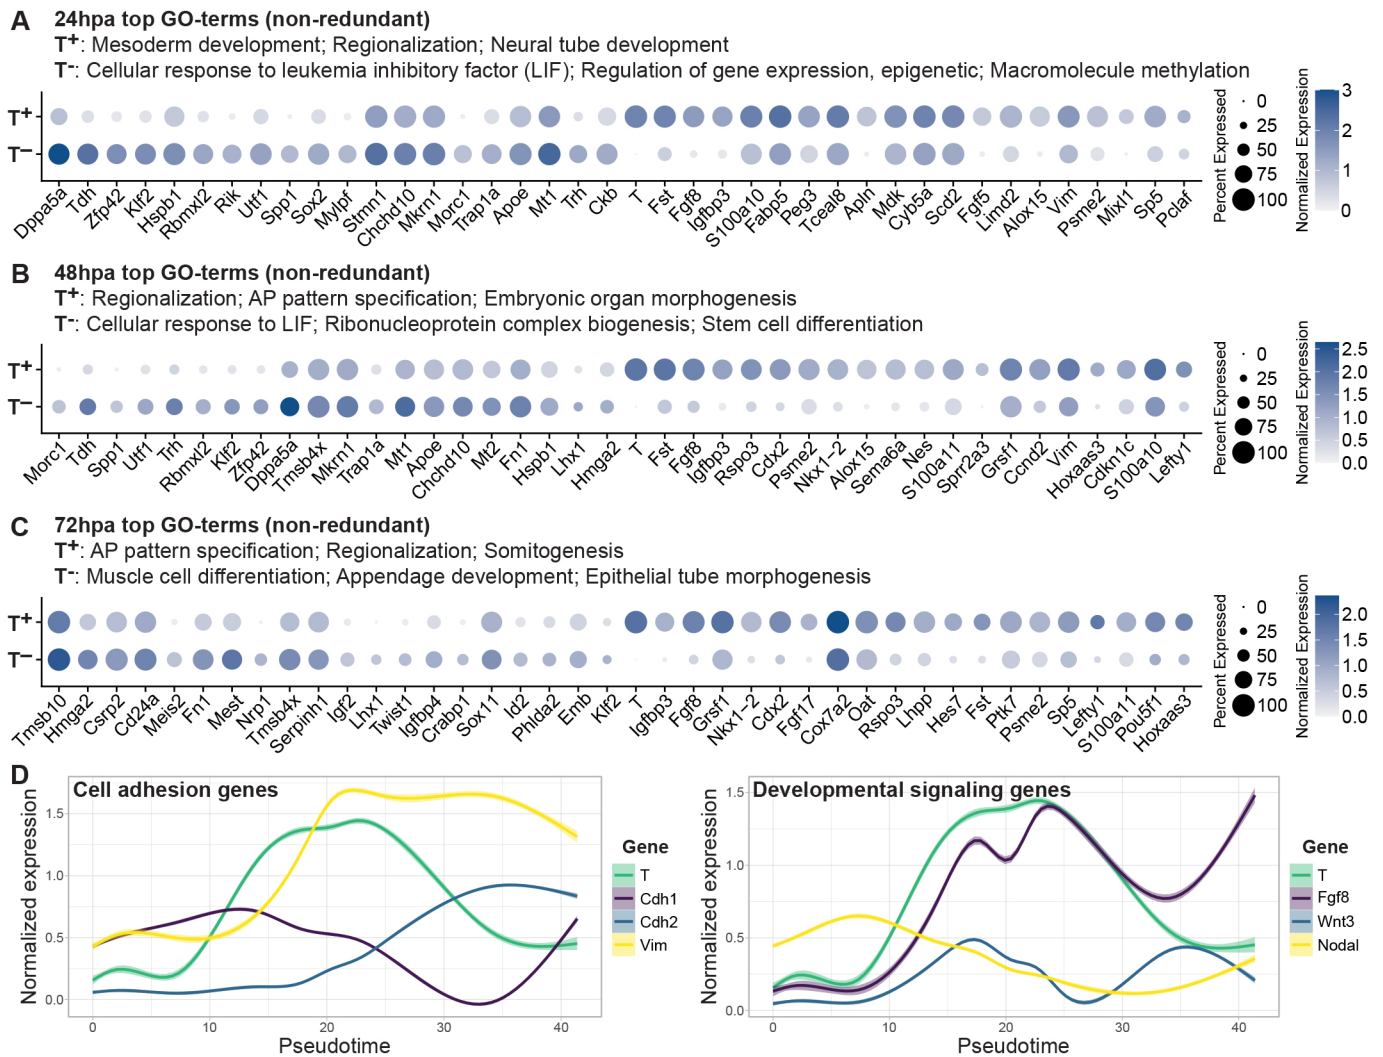 A
24hpa top GO-terms (non-redundant)
T+: Mesoderm development; Regionalization; Neural tube development
T-: Cellular response to leukemia inhibitory factor (LIF); Regulation of gene expression, epigenetic; Macromolecule methylation
T+
T−
Dppa5a Tdh Zfp42 Klf2 Hspb1 Rbmxl2 Rik Utf1 Spp1 Sox2 Mylpf Stmn1 Chchd10 Mkrn1 Morc1 Trap1a Apoe Mt1 Trh Ckb T Fst Fgf8 Igfbp3 S100a10 Fabp5 Peg3 Tceal8 Apln Mdk Cyb5a Scd2 Fgf5 Limd2 Alox15 Vim Psme2 Mixl1 Sp5 Pclaf
Percent Expressed
0
25
50
75
100
Normalized Expression
3
2
1
0
B
48hpa top GO-terms (non-redundant)
T+: Regionalization; AP pattern specification; Embryonic organ morphogenesis
T-: Cellular response to LIF; Ribonucleoprotein complex biogenesis; Stem cell differentiation
T+
T−
Morc1 Tdh Spp1 Utf1 Trh Rbmxl2 Klf2 Zfp42 Dppa5a Tmsb4x Mkrn1 Trap1a Mt1 Apoe Chchd10 Mt2 Fn1 Hspb1 Lhx1 Hmga2 T Fst Fgf8 Igfbp3 Rspo3 Cdx2 Psme2 Nkx1−2 Alox15 Sema6a Nes S100a11 Sprr2a3 Grsf1 Ccnd2 Vim Hoxaas3 Cdkn1c S100a10 Lefty1
Percent Expressed
0
25
50
75
100
Normalized Expression
2.5
2.0
1.5
1.0
0.5
0.0
C
72hpa top GO-terms (non-redundant)
T+: AP pattern specification; Regionalization; Somitogenesis
T-: Muscle cell differentiation; Appendage development; Epithelial tube morphogenesis
T+
T−
Tmsb10 Hmga2 Csrp2 Cd24a Meis2 Fn1 Mest Nrp1 Tmsb4x Serpinh1 Igf2 Lhx1 Twist1 Igfbp4 Crabp1 Sox11 Id2 Phlda2 Emb Klf2 T Igfbp3 Fgf8 Grsf1 Nkx1−2 Cdx2 Fgf17 Cox7a2 Oat Rspo3 Lhpp Hes7 Fst Ptk7 Psme2 Sp5 Lefty1 S100a11 Pou5f1 Hoxaas3
Percent Expressed
0
25
50
75
100
Normalized Expression
2.0
1.5
1.0
0.5
0.0
D
Cell adhesion genes
Normalized expression
1.5
1.0
0.5
0.0
0 10 20 30 40
Pseudotime
Gene
T
Cdh1
Cdh2
Vim
Developmental signaling genes
Normalized expression
1.5
1.0
0.5
0.0
0 10 20 30 40
Pseudotime
Gene
T
Fgf8
Wnt3
Nodal